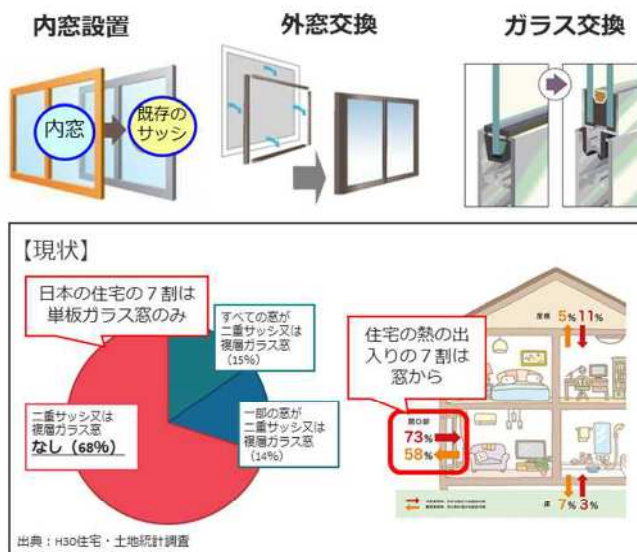 内窓設置
外窓交換
ガラス交換
内窓
既存の
サッシ
【現状】
日本の住宅の７割は
単板ガラス窓のみ
すべての窓が
二重サッシ又は
複層ガラス窓
（15%）
二重サッシ又は
複層ガラス窓
なし（68%）
一部の窓が
二重サッシ又は
複層ガラス窓
（14%）
出典：H30住宅・土地統計調査
住宅の熱の出
入りの７割は
窓から
屋根 5% 11%
開口部
73%
58%
床 7% 3%